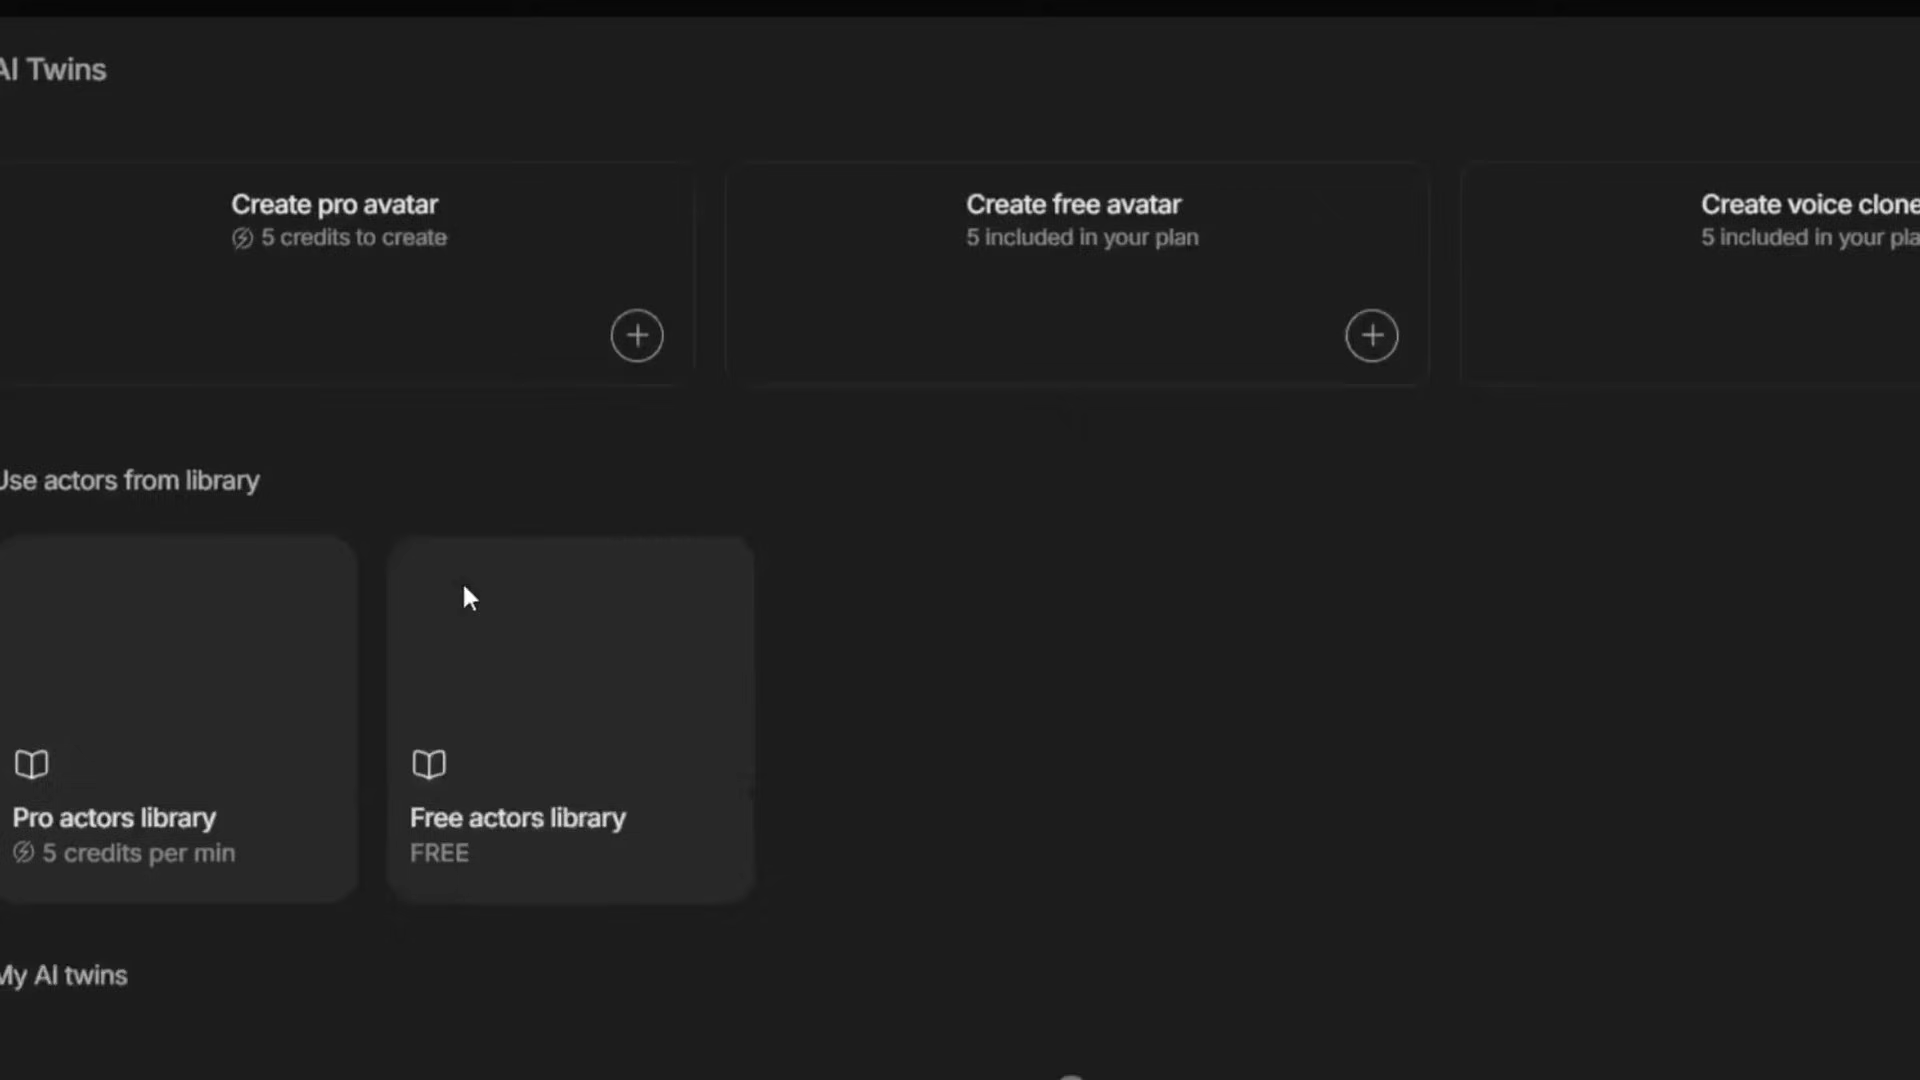 AI Twins
Create pro avatar
5 credits to create
Create free avatar
5 included in your plan
Create voice clone
5 included in your pla
Use actors from library
Pro actors library
5 credits per min
Free actors library
FREE
My AI twins